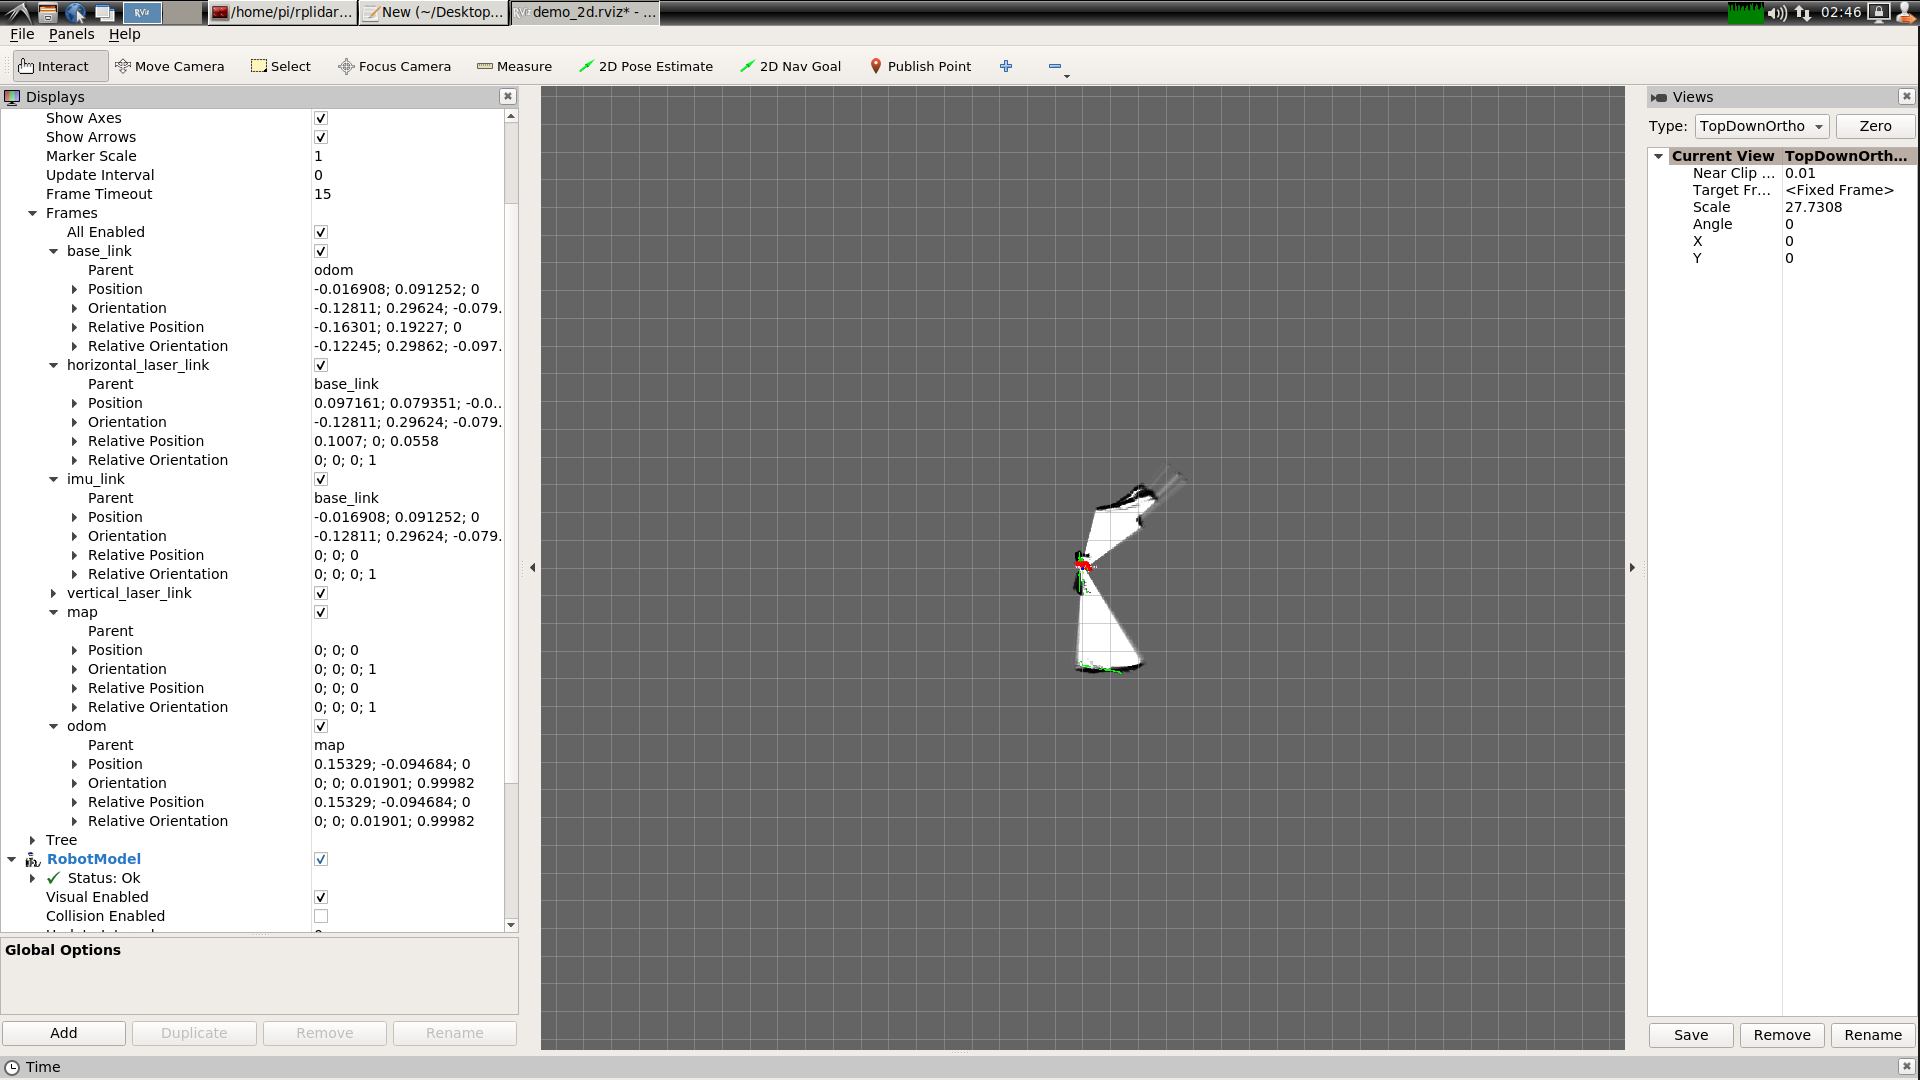 RViz
/home/pi/rplidar...
New (~/Desktop...
demo_2d.rviz* - ...
02:46
File Panels Help
Interact Move Camera Select Focus Camera Measure 2D Pose Estimate 2D Nav Goal Publish Point
Displays
Show Axes
Show Arrows
Marker Scale 1
Update Interval 0
Frame Timeout 15
Frames
All Enabled
base_link
Parent odom
Position -0.016908; 0.091252; 0
Orientation -0.12811; 0.29624; -0.079.
Relative Position -0.16301; 0.19227; 0
Relative Orientation -0.12245; 0.29862; -0.097.
horizontal_laser_link
Parent base_link
Position 0.097161; 0.079351; -0.0..
Orientation -0.12811; 0.29624; -0.079.
Relative Position 0.1007; 0; 0.0558
Relative Orientation 0; 0; 0; 1
imu_link
Parent base_link
Position -0.016908; 0.091252; 0
Orientation -0.12811; 0.29624; -0.079.
Relative Position 0; 0; 0
Relative Orientation 0; 0; 0; 1
vertical_laser_link
map
Parent
Position 0; 0; 0
Orientation 0; 0; 0; 1
Relative Position 0; 0; 0
Relative Orientation 0; 0; 0; 1
odom
Parent map
Position 0.15329; -0.094684; 0
Orientation 0; 0; 0.01901; 0.99982
Relative Position 0.15329; -0.094684; 0
Relative Orientation 0; 0; 0.01901; 0.99982
Tree
RobotModel
Status: Ok
Visual Enabled
Collision Enabled
Global Options
Add Duplicate Remove Rename
Views
Type: TopDownOrtho Zero
Current View TopDownOrth...
Near Clip ... 0.01
Target Fr... <Fixed Frame>
Scale 27.7308
Angle 0
X 0
Y 0
Save Remove Rename
Time